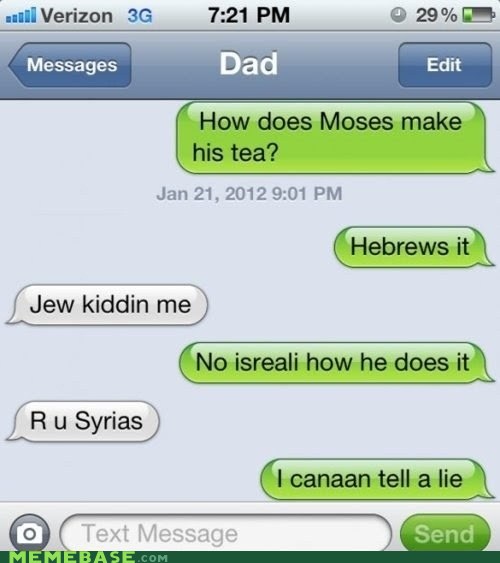 Verizon 3G 7:21 PM 29%
Messages Dad Edit
How does Moses make
his tea?
Jan 21, 2012 9:01 PM
Hebrews it
Jew kiddin me
No isreali how he does it
R u Syrias
I canaan tell a lie
Text Message Send
MEMEBASE.COM